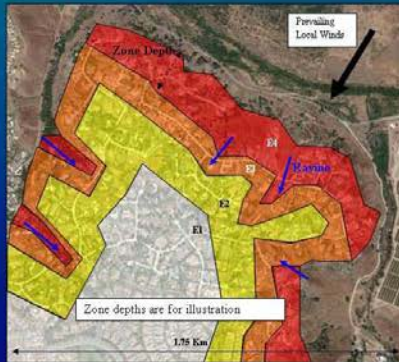 Prevailing
Local Winds
Zone Depth
E4
Ravine
E3
E2
E1
Zone depths are for illustration
1.75 Km